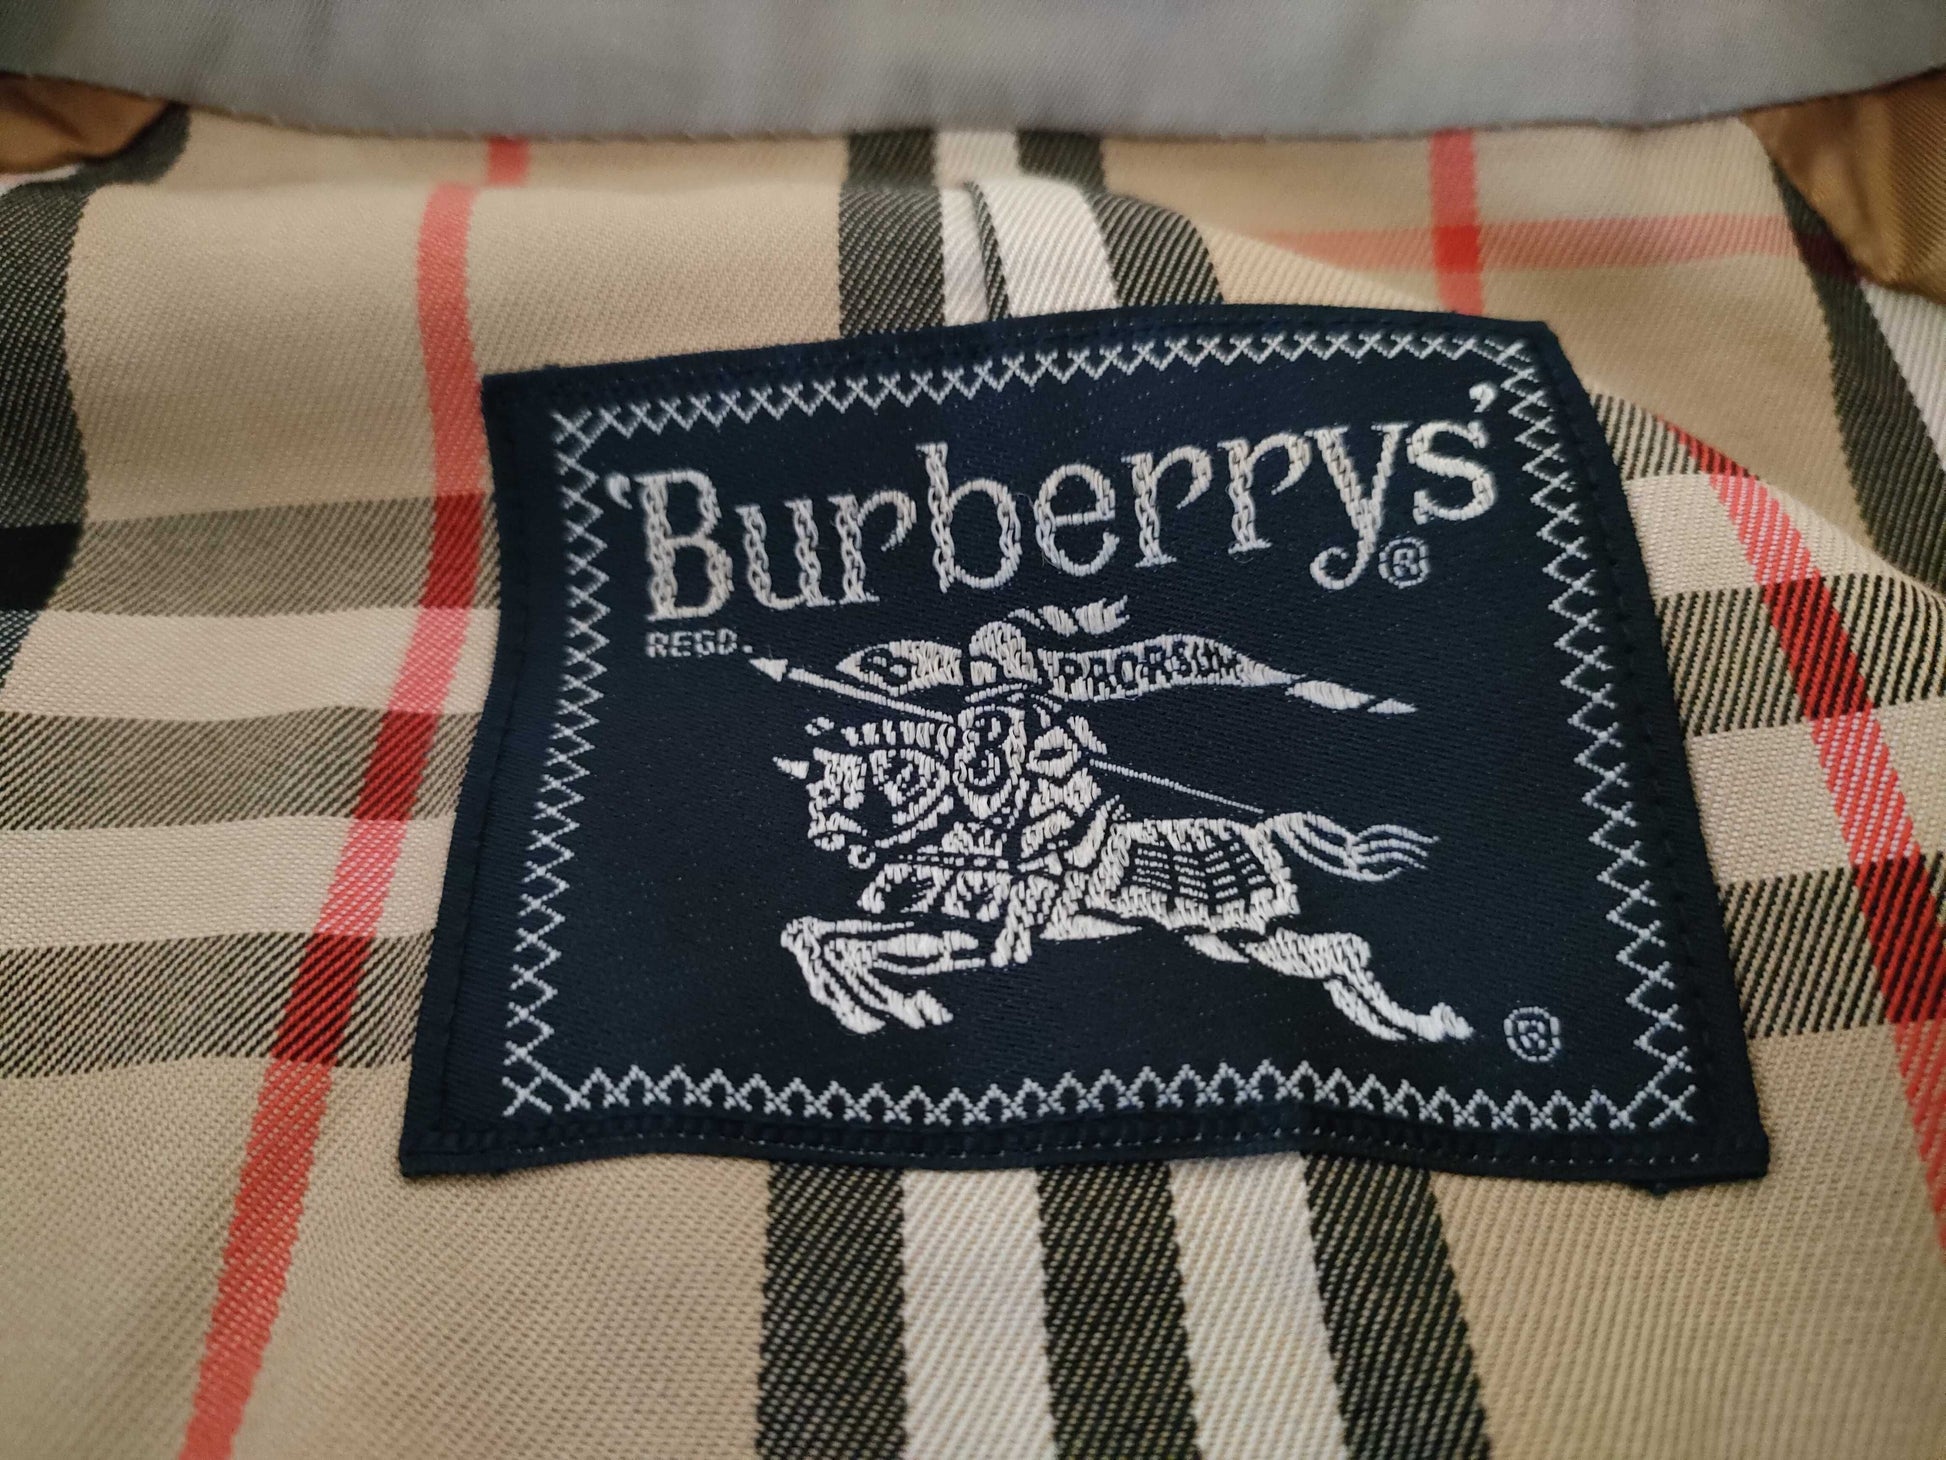 'Burberrys'®
REGD.
B PRORSUM
®